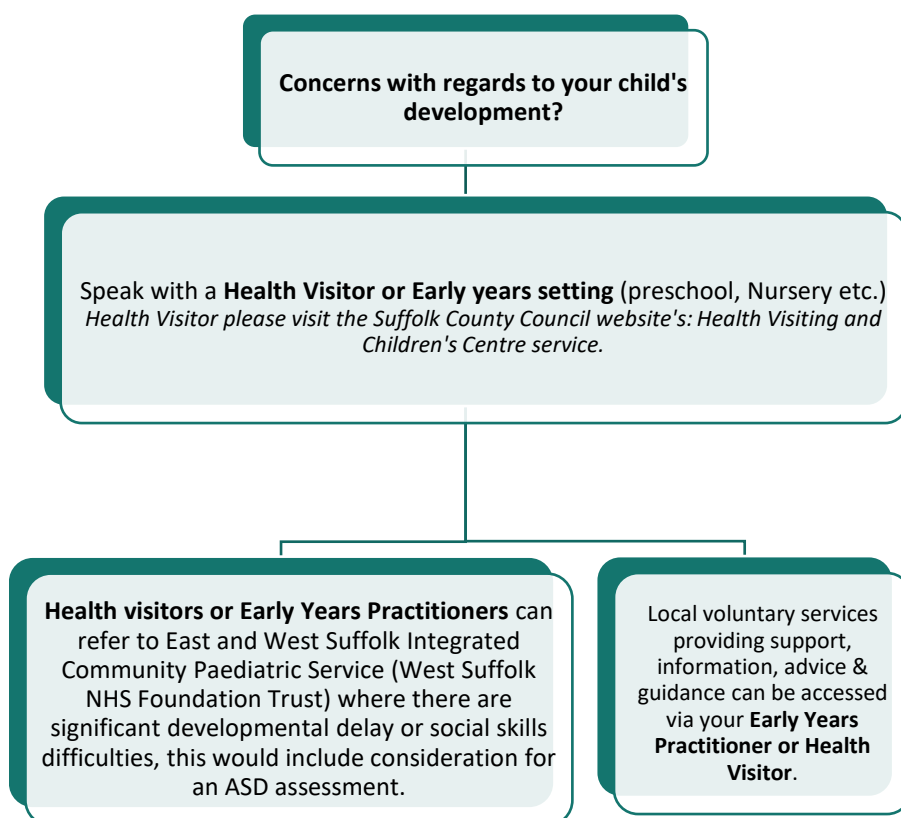 Concerns with regards to your child's
development?
Speak with a Health Visitor or Early years setting (preschool, Nursery etc.)
Health Visitor please visit the Suffolk County Council website's: Health Visiting and
Children's Centre service.
Health visitors or Early Years Practitioners can
refer to East and West Suffolk Integrated
Community Paediatric Service (West Suffolk
NHS Foundation Trust) where there are
significant developmental delay or social skills
difficulties, this would include consideration for
an ASD assessment.
Local voluntary services
providing support,
information, advice &
guidance can be accessed
via your Early Years
Practitioner or Health
Visitor.